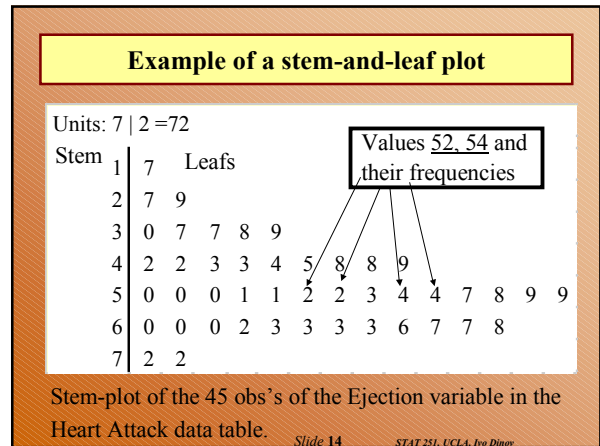 Example of a stem-and-leaf plot
Units: 7 | 2 =72
Values 52, 54 and
their frequencies
Stem Leafs
1 7
2 7 9
3 0 7 7 8 9
4 2 2 3 3 4 5 8 8 9
5 0 0 0 1 1 2 2 3 4 4 7 8 9 9
6 0 0 0 2 3 3 3 3 6 7 7 8
7 2 2
Stem-plot of the 45 obs's of the Ejection variable in the
Heart Attack data table.
Slide 14 STAT 251, UCLA, Ivo Dinov